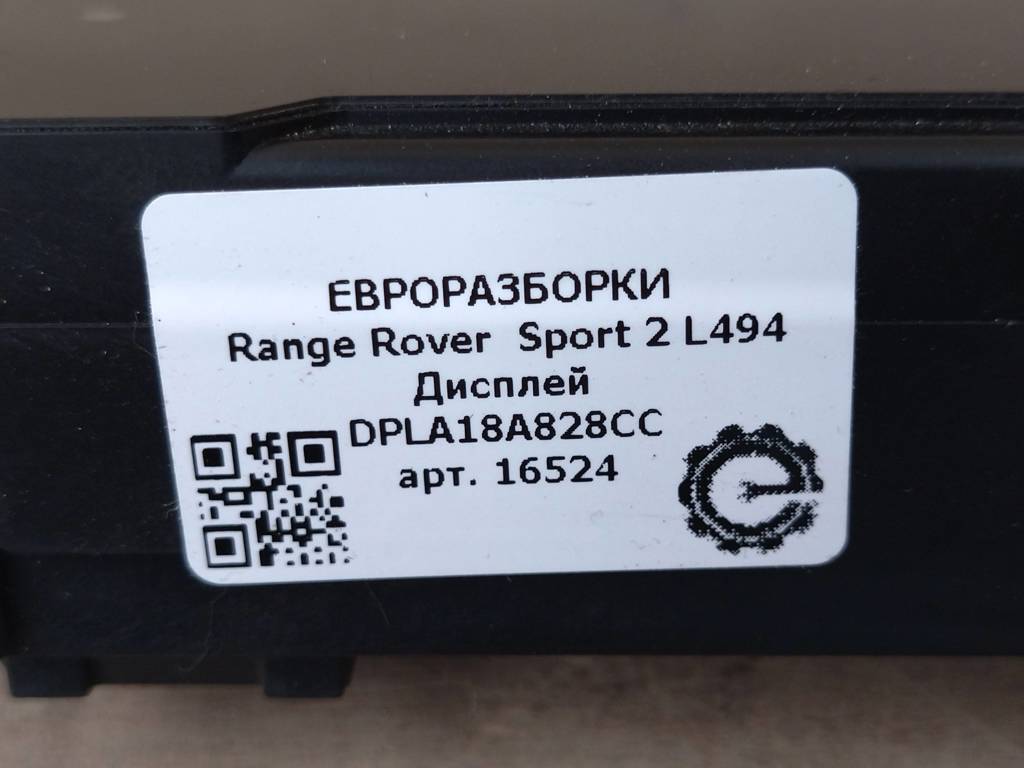 ЕВРОРАЗБОРКИ
Range Rover Sport 2 L494
Дисплей
DPLA18A828CC
арт. 16524